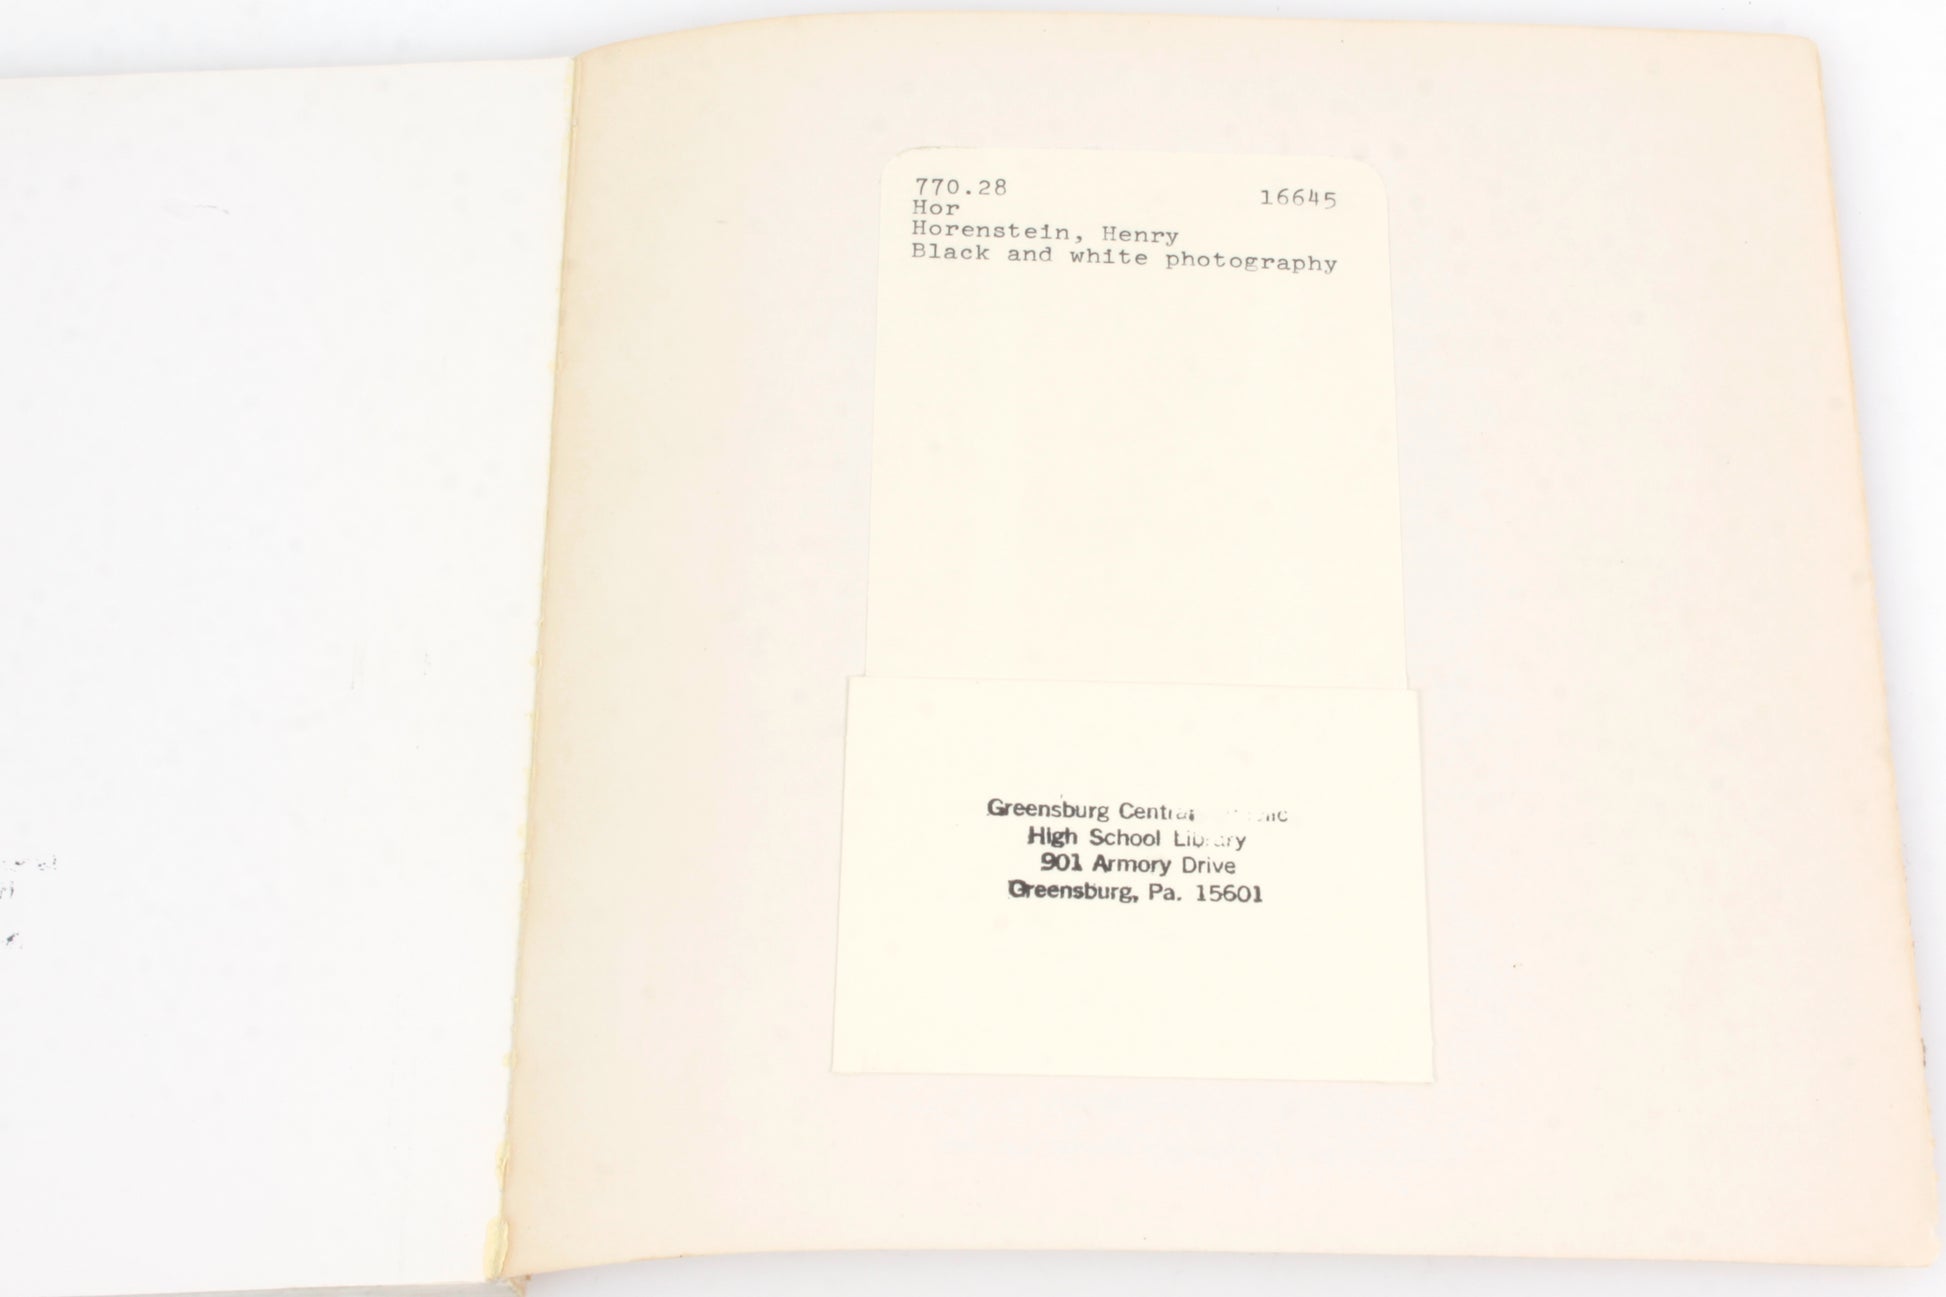 770.28 16645
Hor
Horenstein, Henry
Black and white photography
Greensburg Central
High School Library
901 Armory Drive
Greensburg, Pa. 15601